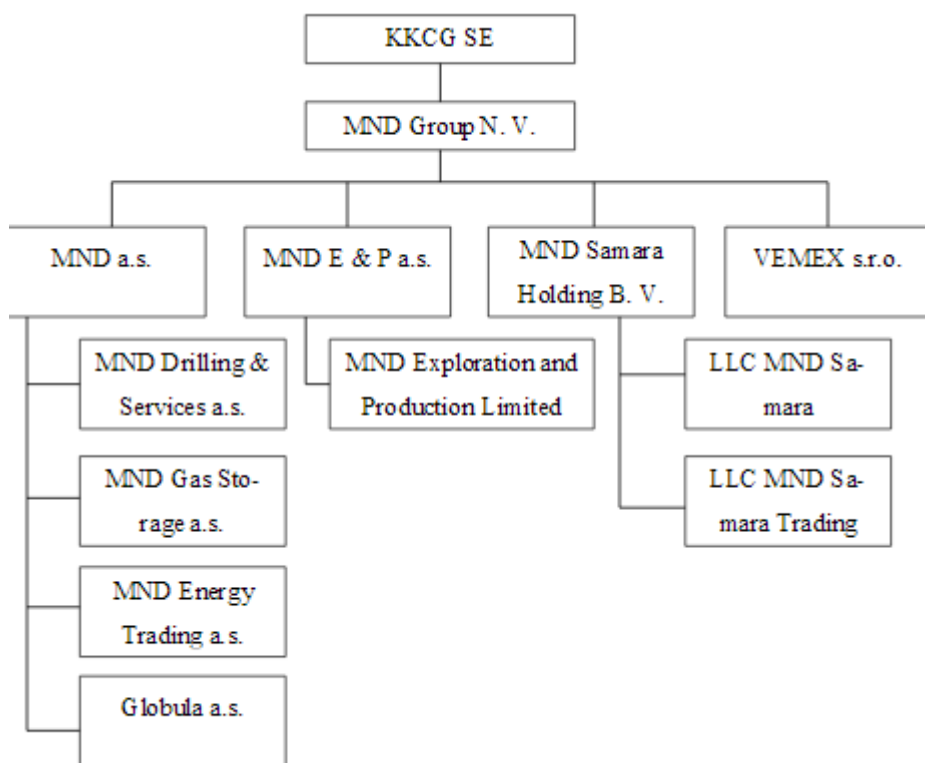 KKCG SE
MND Group N. V.
MND a.s.
MND E & P a.s.
MND Samara
Holding B. V.
VEMEX s.r.o.
MND Drilling &
Services a.s.
MND Exploration and
Production Limited
LLC MND Sa-
mara
MND Gas Sto-
rage a.s.
LLC MND Sa-
mara Trading
MND Energy
Trading a.s.
Globula a.s.